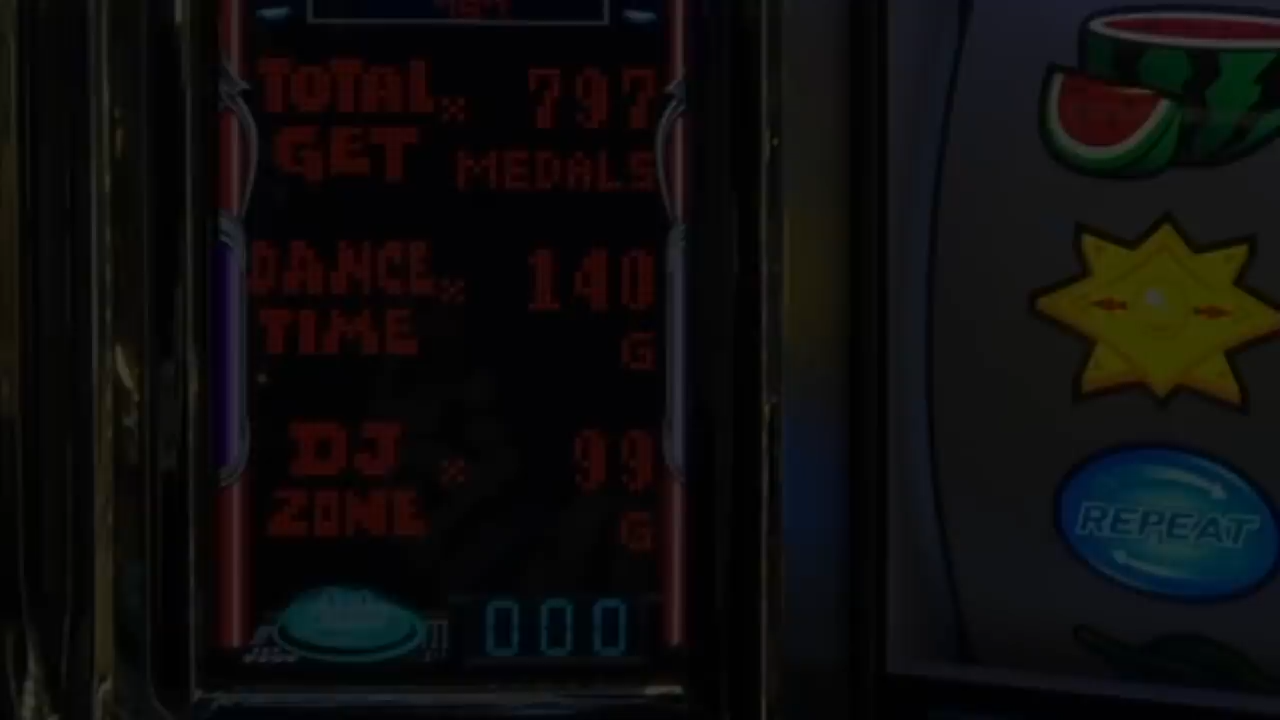 TOTAL × 797
GET MEDALS
DANCE × 140
TIME G
DJ × 99
ZONE G
000
REPEAT